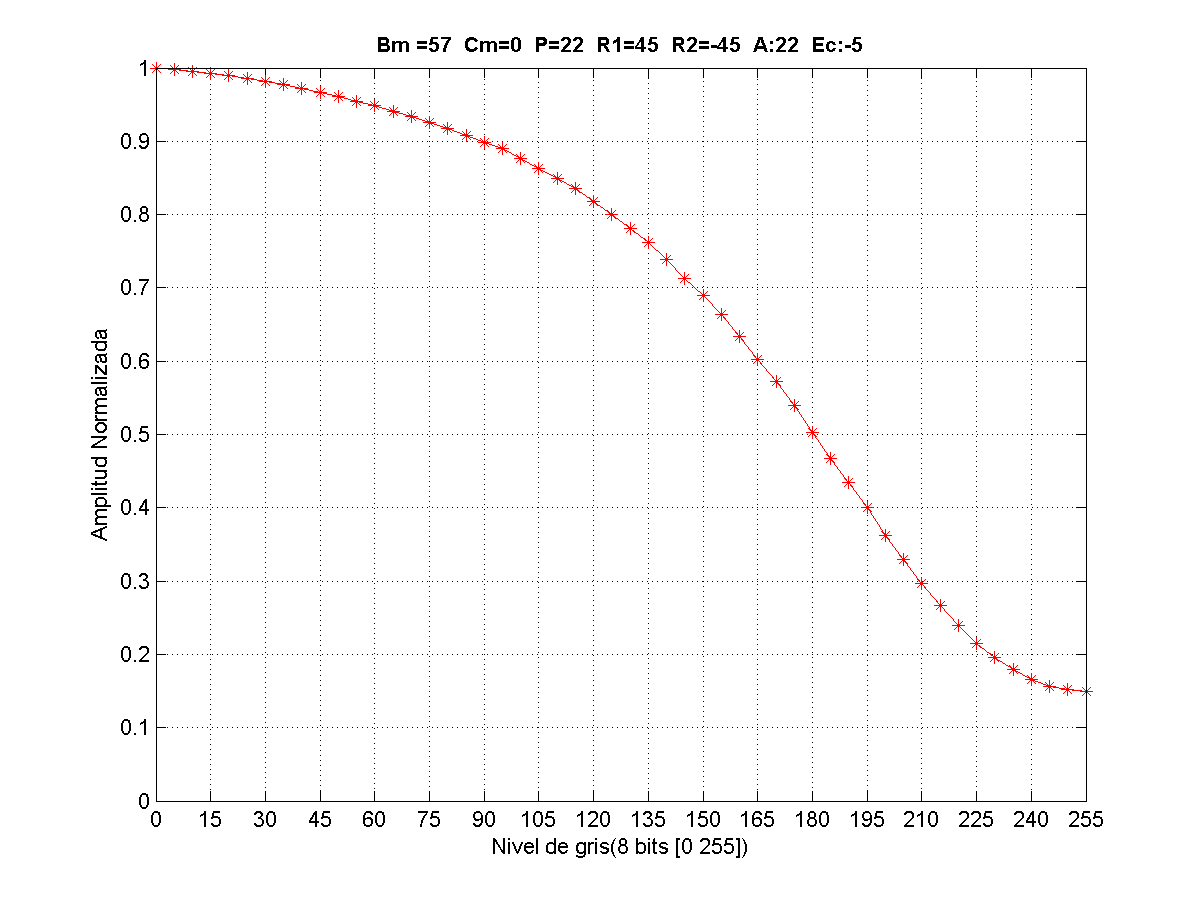 Bm =57  Cm=0  P=22  R1=45  R2=-45  A:22  Ec:-5
1
0.9
0.8
0.7
0.6
0.5
0.4
0.3
0.2
0.1
0
Amplitud Normalizada
0 15 30 45 60 75 90 105 120 135 150 165 180 195 210 225 240 255
Nivel de gris(8 bits [0 255])